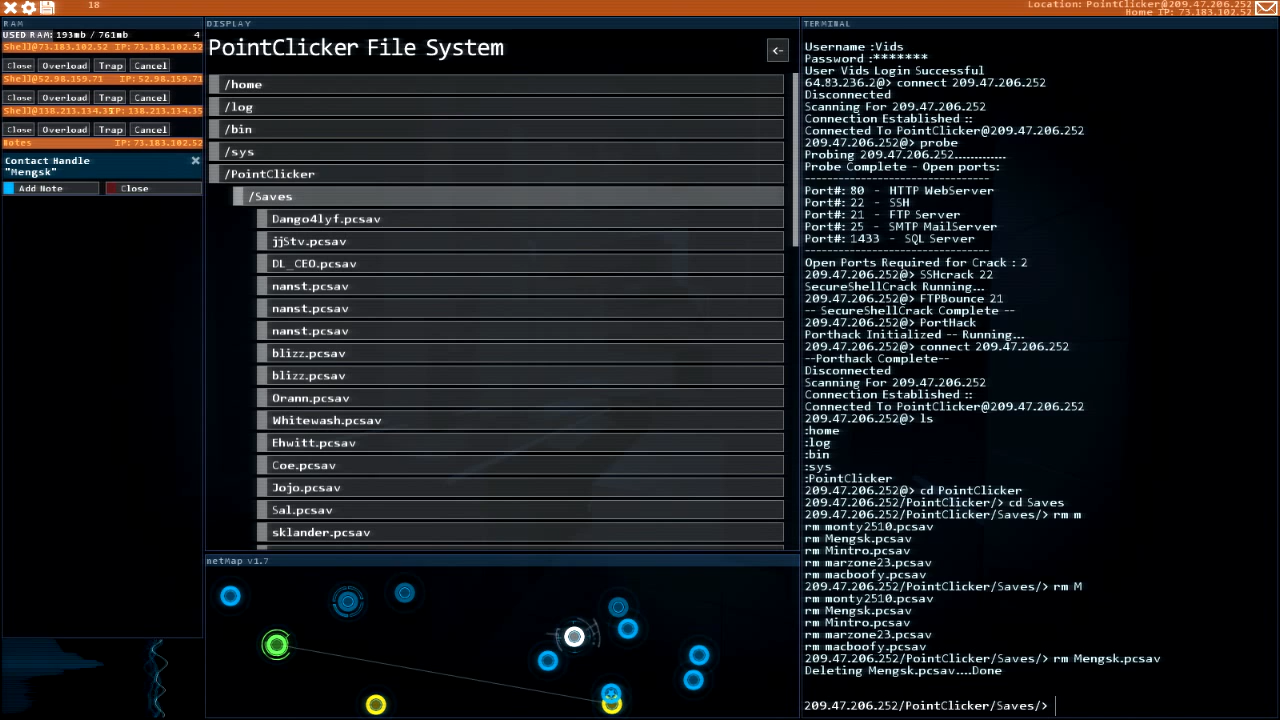 18
Location: PointClicker@209.47.206.252
Home IP: 73.183.102.52
RAM
USED RAM: 193mb / 761mb 4
Shell@73.183.102.52 IP: 73.183.102.52
Close Overload Trap Cancel
Shell@52.98.159.71 IP: 52.98.159.71
Close Overload Trap Cancel
Shell@138.213.134.35 IP: 138.213.134.35
Close Overload Trap Cancel
Notes IP: 73.183.102.52
Contact Handle
"Mengsk"
Add Note Close
DISPLAY
PointClicker File System
<-
/home
/log
/bin
/sys
/PointClicker
/Saves
Dango4lyf.pcsav
jjStv.pcsav
DL_CEO.pcsav
nanst.pcsav
nanst.pcsav
nanst.pcsav
blizz.pcsav
blizz.pcsav
Orann.pcsav
Whitewash.pcsav
Ehwitt.pcsav
Coe.pcsav
Jojo.pcsav
Sal.pcsav
sklander.pcsav
netMap v1.7
TERMINAL
Username :Vids
Password :*******
User Vids Login Successful
64.83.236.2@> connect 209.47.206.252
Disconnected
Scanning For 209.47.206.252
Connection Established ::
Connected To PointClicker@209.47.206.252
209.47.206.252@> probe
Probing 209.47.206.252.............
Probe Complete - Open ports:
---------------------------------
Port#: 80 - HTTP WebServer
Port#: 22 - SSH
Port#: 21 - FTP Server
Port#: 25 - SMTP MailServer
Port#: 1433 - SQL Server
---------------------------------
Open Ports Required for Crack : 2
209.47.206.252@> SSHcrack 22
SecureShellCrack Running...
209.47.206.252@> FTPBounce 21
-- SecureShellCrack Complete --
209.47.206.252@> PortHack
Porthack Initialized -- Running...
209.47.206.252@> connect 209.47.206.252
--Porthack Complete--
Disconnected
Scanning For 209.47.206.252
Connection Established ::
Connected To PointClicker@209.47.206.252
209.47.206.252@> ls
:home
:log
:bin
:sys
:PointClicker
209.47.206.252@> cd PointClicker
209.47.206.252/PointClicker/> cd Saves
209.47.206.252/PointClicker/Saves/> rm m
rm monty2510.pcsav
rm Mengsk.pcsav
rm Mintro.pcsav
rm marzone23.pcsav
rm macboofy.pcsav
209.47.206.252/PointClicker/Saves/> rm M
rm monty2510.pcsav
rm Mengsk.pcsav
rm Mintro.pcsav
rm marzone23.pcsav
rm macboofy.pcsav
209.47.206.252/PointClicker/Saves/> rm Mengsk.pcsav
Deleting Mengsk.pcsav....Done
209.47.206.252/PointClicker/Saves/>